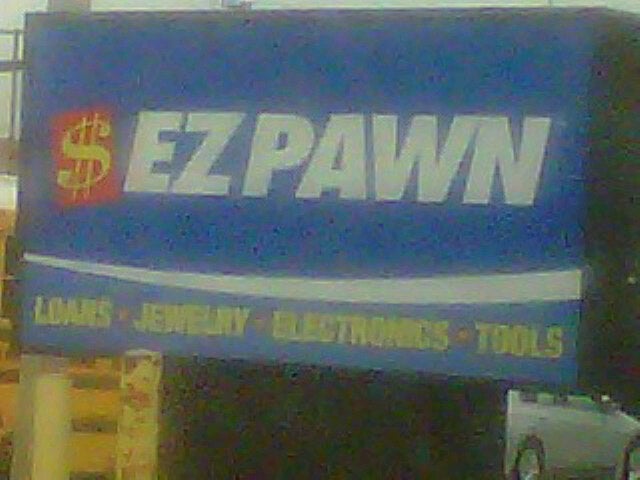 $ EZPAWN
LOANS · JEWELRY · ELECTRONICS · TOOLS